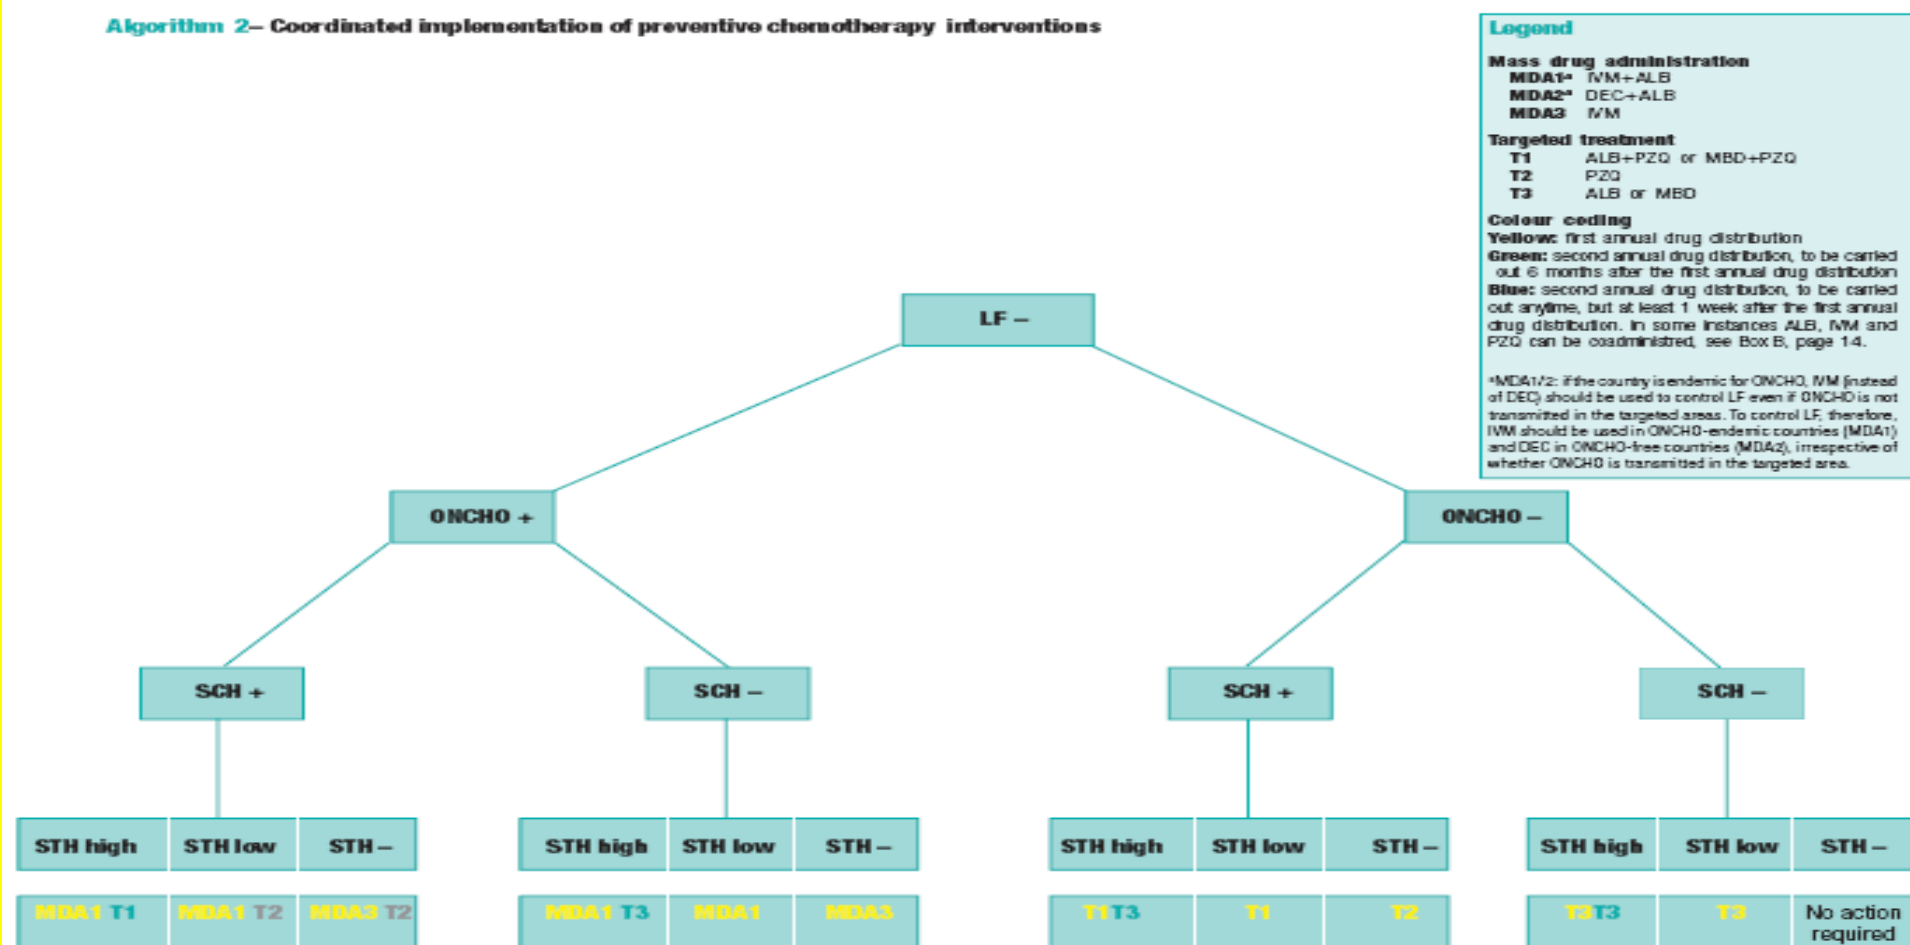 Algorithm 2– Coordinated implementation of preventive chemotherapy interventions
Legend
Mass drug administration
MDA1ᵃ IVM+ALB
MDA2ᵃ DEC+ALB
MDA3 IVM
Targeted treatment
T1 ALB+PZQ or MBD+PZQ
T2 PZQ
T3 ALB or MBD
Colour coding
Yellow: first annual drug distribution
Green: second annual drug distribution, to be carried
out 6 months after the first annual drug distribution
Blue: second annual drug distribution, to be carried
out anytime, but at least 1 week after the first annual
drug distribution. In some instances ALB, IVM and
PZQ can be coadministred, see Box B, page 14.
ᵃMDA1/2: if the country is endemic for ONCHO, IVM (instead
of DEC) should be used to control LF even if ONCHO is not
transmitted in the targeted areas. To control LF, therefore,
IVM should be used in ONCHO-endemic countries (MDA1)
and DEC in ONCHO-free countries (MDA2), irrespective of
whether ONCHO is transmitted in the targeted area.
LF –
ONCHO + ONCHO –
SCH + SCH – SCH + SCH –
STH high STH low STH – STH high STH low STH – STH high STH low STH – STH high STH low STH –
MDA1 T1 MDA1 T2 MDA3 T2 MDA1 T3 MDA1 MDA3 T1T3 T1 T2 T3T3 T3 No action
required